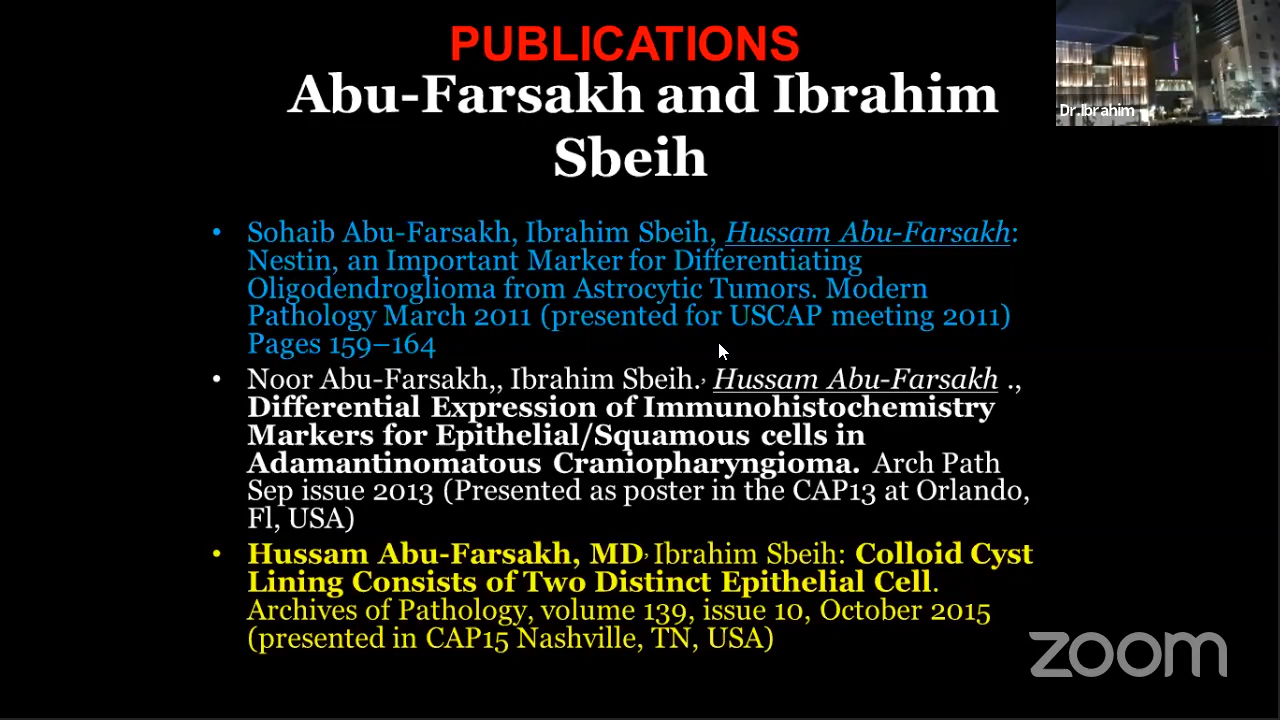 PUBLICATIONS
Abu-Farsakh and Ibrahim
Sbeih
Dr.Ibrahim
• Sohaib Abu-Farsakh, Ibrahim Sbeih, Hussam Abu-Farsakh:
Nestin, an Important Marker for Differentiating
Oligodendroglioma from Astrocytic Tumors. Modern
Pathology March 2011 (presented for USCAP meeting 2011)
Pages 159–164
• Noor Abu-Farsakh,, Ibrahim Sbeih., Hussam Abu-Farsakh .,
Differential Expression of Immunohistochemistry
Markers for Epithelial/Squamous cells in
Adamantinomatous Craniopharyngioma. Arch Path
Sep issue 2013 (Presented as poster in the CAP13 at Orlando,
Fl, USA)
• Hussam Abu-Farsakh, MD, Ibrahim Sbeih: Colloid Cyst
Lining Consists of Two Distinct Epithelial Cell.
Archives of Pathology, volume 139, issue 10, October 2015
(presented in CAP15 Nashville, TN, USA)
zoom